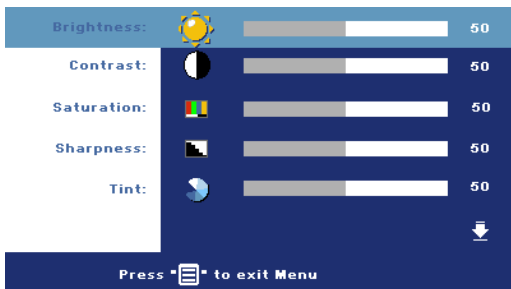 Brightness: 50
Contrast: 50
Saturation: 50
Sharpness: 50
Tint: 50
Press "" to exit Menu